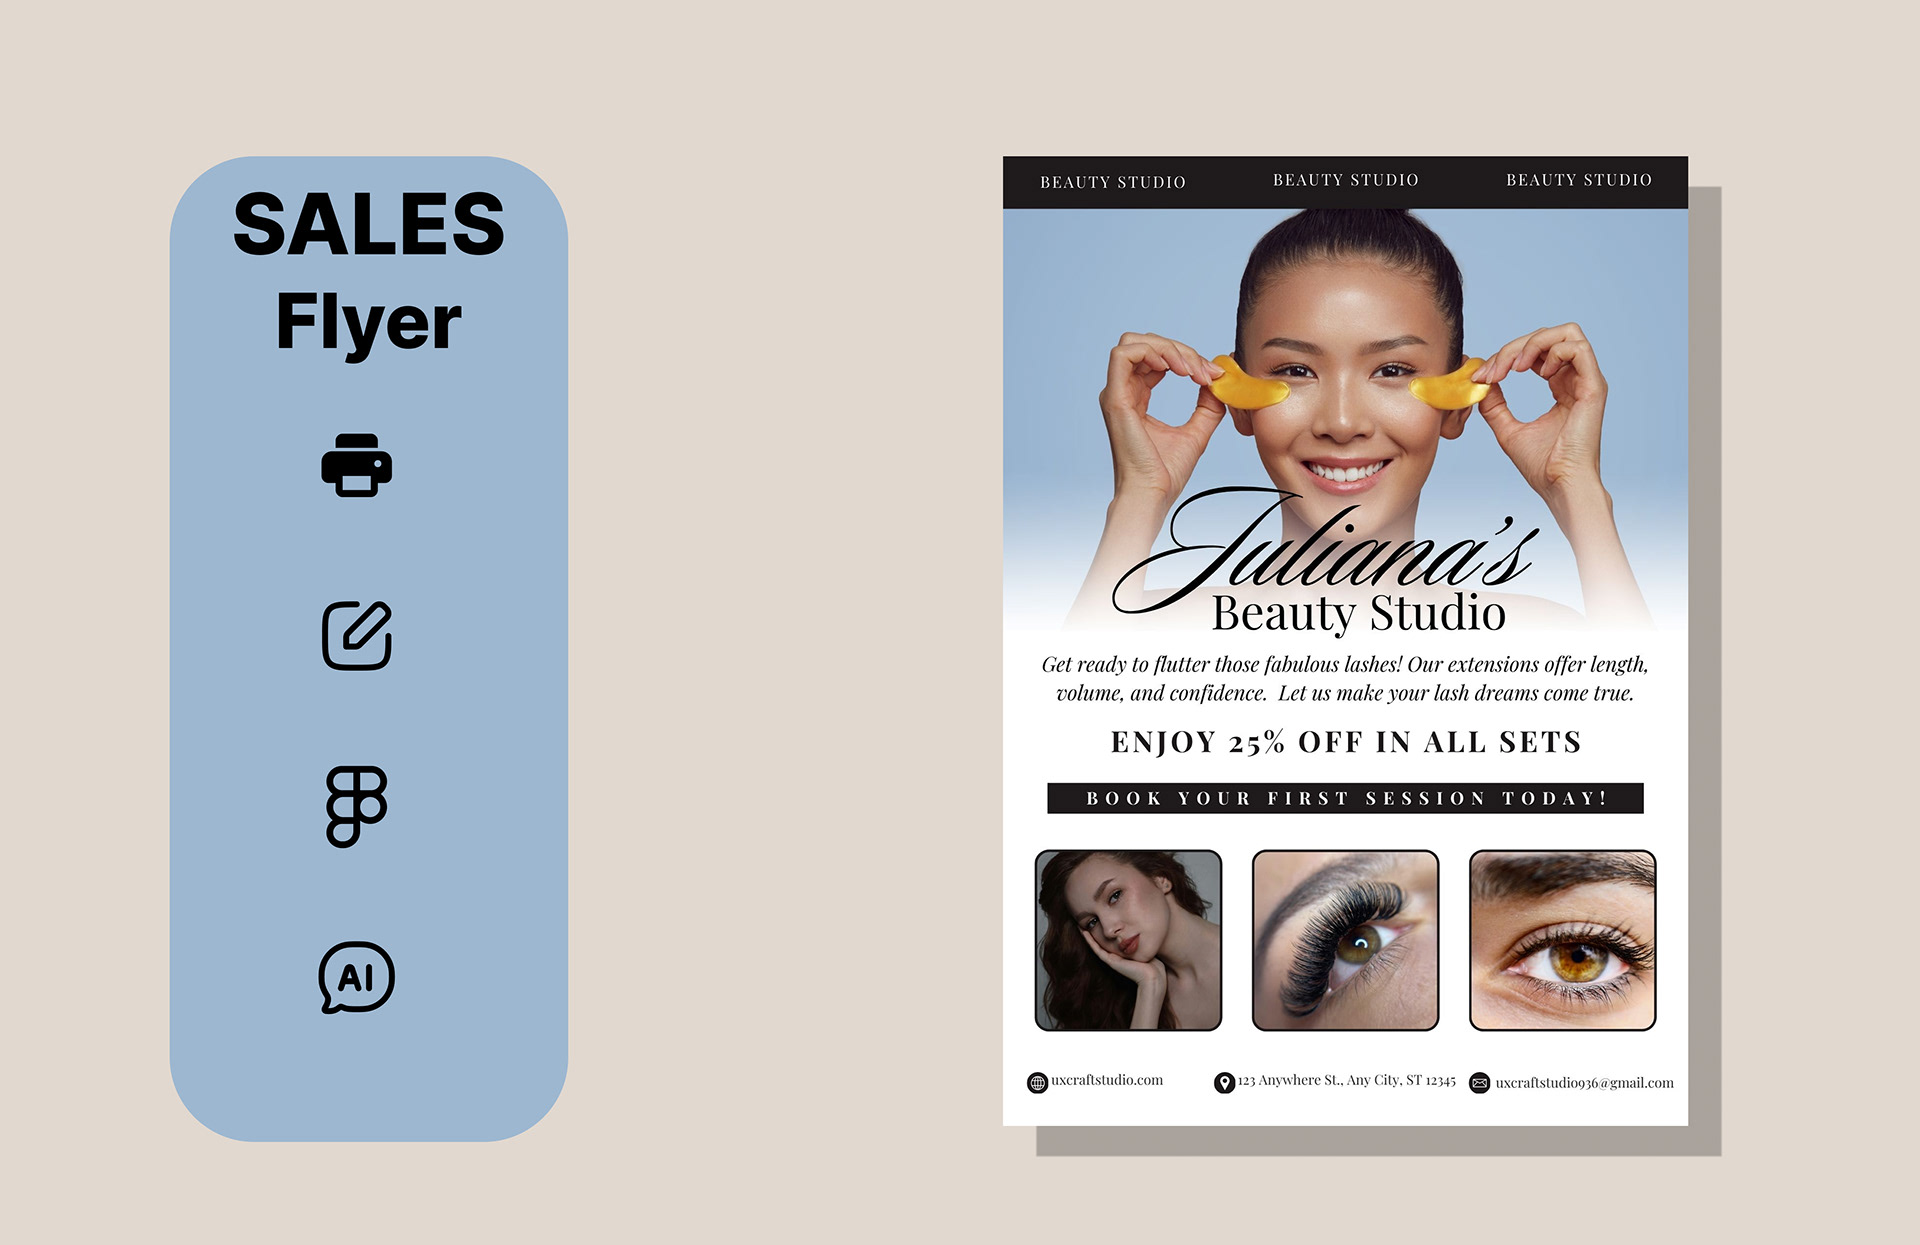 SALES
Flyer
AI
BEAUTY STUDIO BEAUTY STUDIO BEAUTY STUDIO
Juliana's
Beauty Studio
Get ready to flutter those fabulous lashes! Our extensions offer length,
volume, and confidence. Let us make your lash dreams come true.
ENJOY 25% OFF IN ALL SETS
BOOK YOUR FIRST SESSION TODAY!
uxcraftstudio.com 123 Anywhere St., Any City, ST 12345 uxcraftstudio936@gmail.com